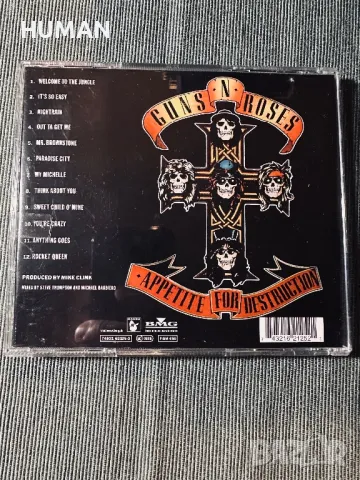 HUMAN
GUNS N' ROSES
1. WELCOME TO THE JUNGLE
2. IT'S SO EASY
3. NIGHTRAIN
4. OUT TA GET ME
5. MR. BROWNSTONE
6. PARADISE CITY
7. MY MICHELLE
8. THINK ABOUT YOU
9. SWEET CHILD O' MINE
10. YOU'RE CRAZY
11. ANYTHING GOES
12. ROCKET QUEEN
APPETITE FOR DESTRUCTION
PRODUCED BY MIKE CLINK
MIXED BY STEVE THOMPSON AND MICHAEL BARBIERO
BMG
BAZAR